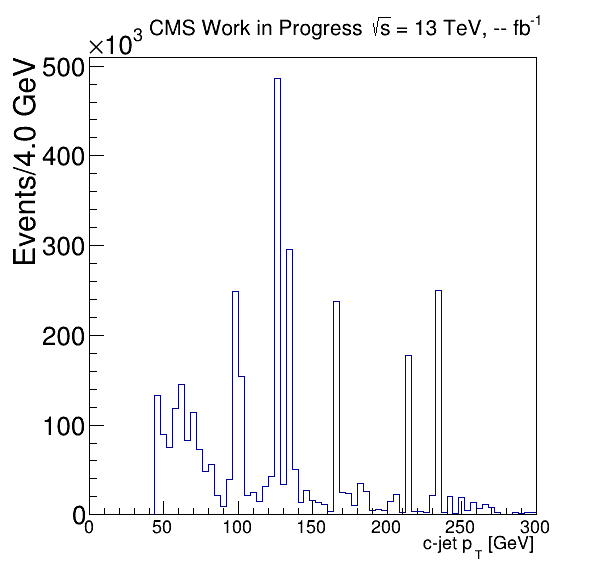 ×10³ CMS Work in Progress √s = 13 TeV, -- fb⁻¹
Events/4.0 GeV
500
400
300
200
100
0
0 50 100 150 200 250 300
c-jet p_T [GeV]